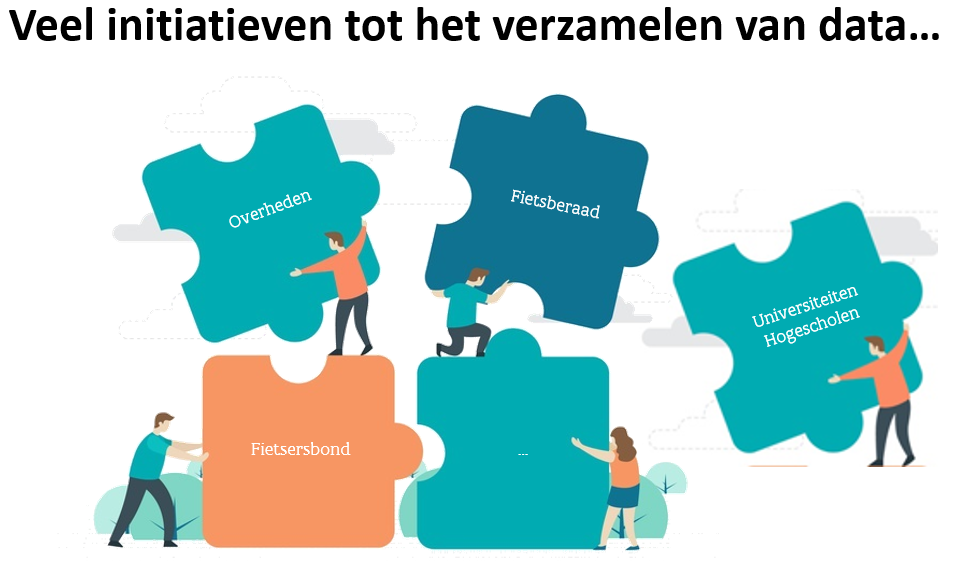 Veel initiatieven tot het verzamelen van data...
Overheden
Fietsberaad
Universiteiten
Hogescholen
Fietsersbond
...